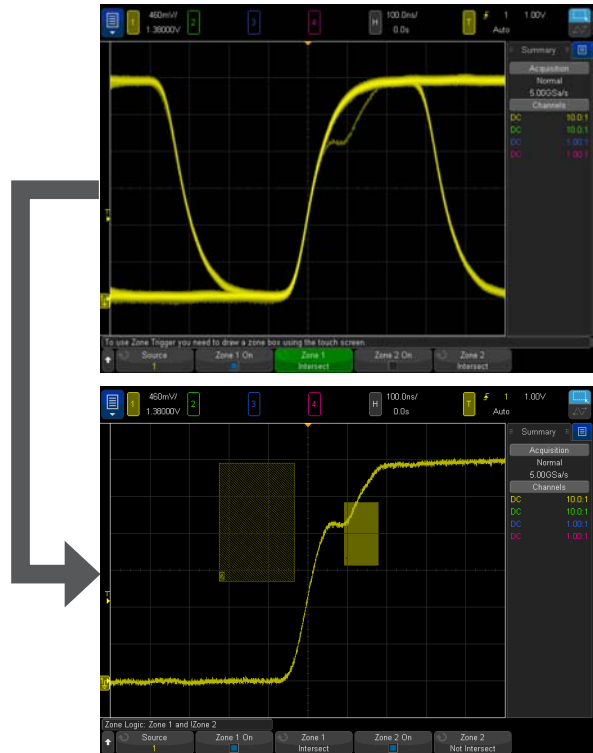 1 460mV/ 1.38000V 2 3 4 H 100.0ns/ 0.0s T 1 1.00V Auto
Summary
Acquisition
Normal
5.00GSa/s
Channels
DC 10.0:1
DC 10.0:1
DC 1.00:1
DC 1.00:1
T
To use Zone Trigger you need to draw a zone box using the touch screen.
Source Zone 1 On Zone 1 Zone 2 On Zone 2
1 Intersect Intersect
1 460mV/ 1.38000V 2 3 4 H 100.0ns/ 0.0s T 1 1.00V Auto
Summary
Acquisition
Normal
5.00GSa/s
Channels
DC 10.0:1
DC 10.0:1
DC 1.00:1
DC 1.00:1
T
Zone Logic: Zone 1 and !Zone 2
Source Zone 1 On Zone 1 Zone 2 On Zone 2
1 Intersect Not Intersect